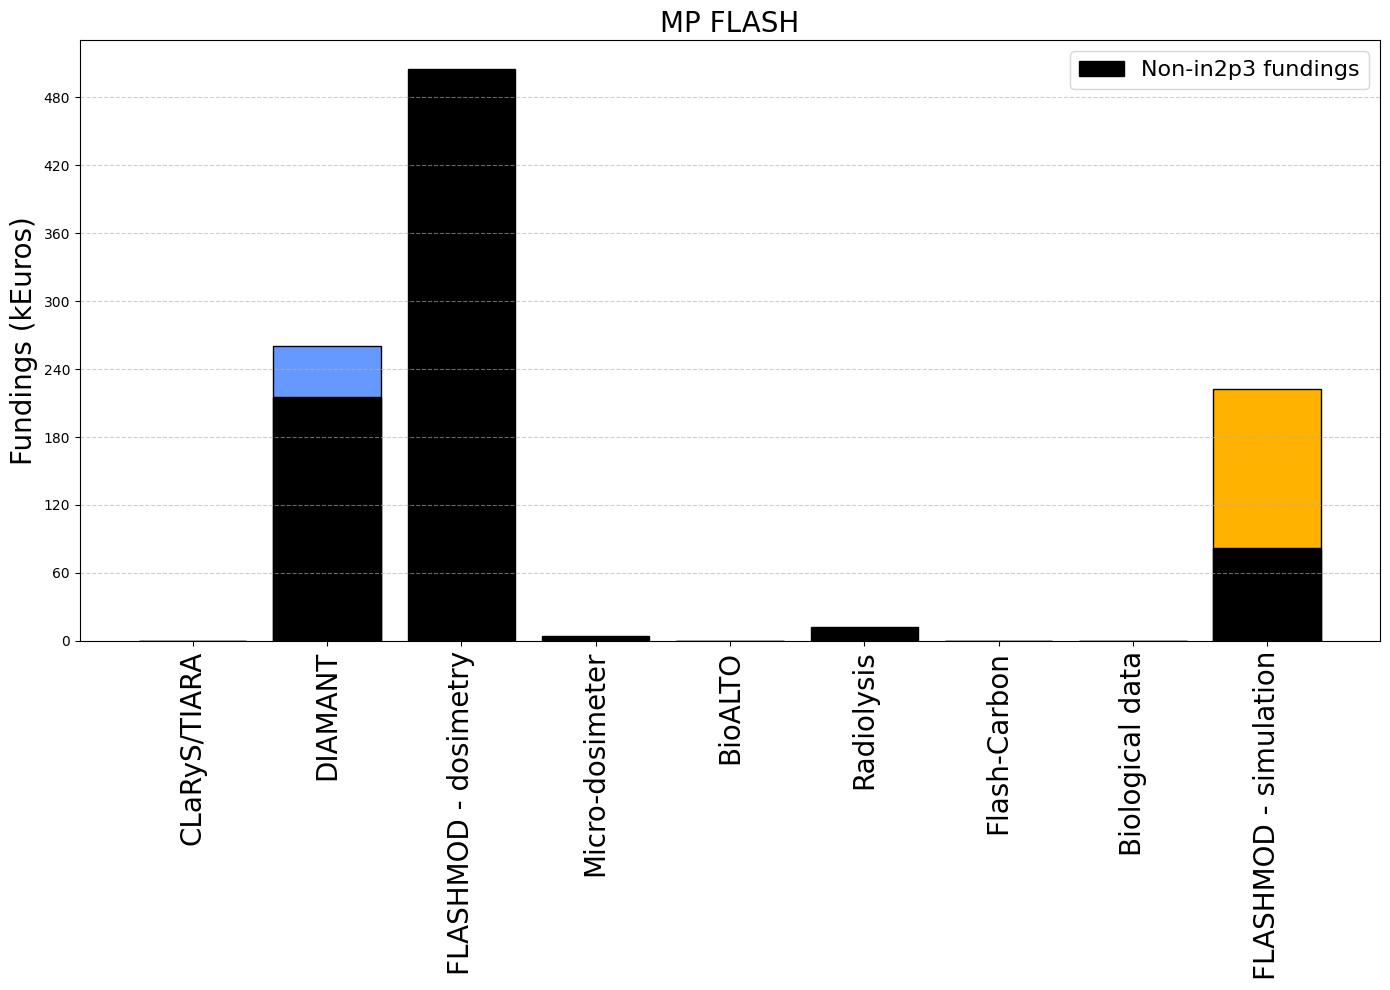 MP FLASH
Non-in2p3 fundings
Fundings (kEuros)
480
420
360
300
240
180
120
60
0
CLaRyS/TIARA
DIAMANT
FLASHMOD - dosimetry
Micro-dosimeter
BioALTO
Radiolysis
Flash-Carbon
Biological data
FLASHMOD - simulation